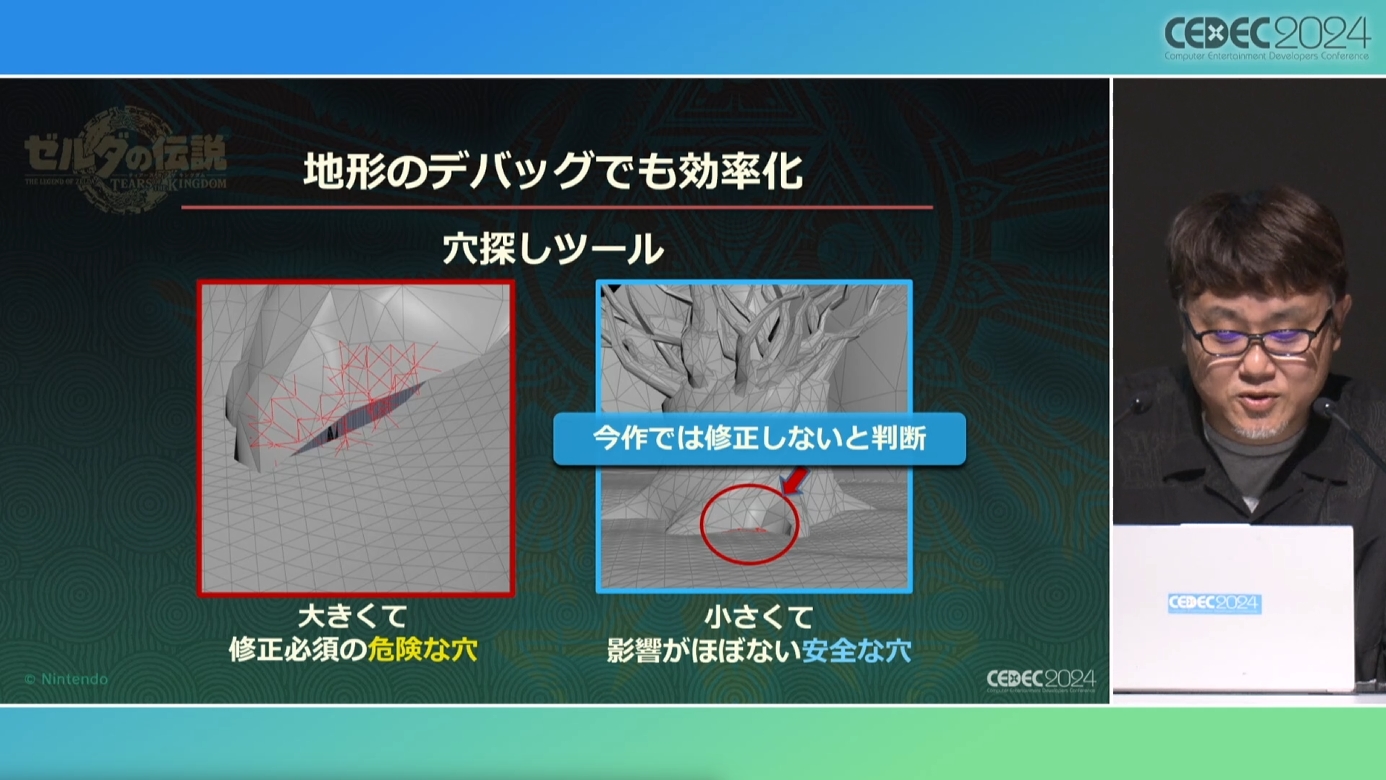 CEDEC2024
Computer Entertainment Developers Conference
ゼルダの伝説
THE LEGEND OF ZELDA
TEARS OF THE KINGDOM
地形のデバッグでも効率化
穴探しツール
今作では修正しないと判断
大きくて
修正必須の危険な穴
小さくて
影響がほぼない安全な穴
© Nintendo
CEDEC2024
Computer Entertainment Developers Conference
CEDEC2024